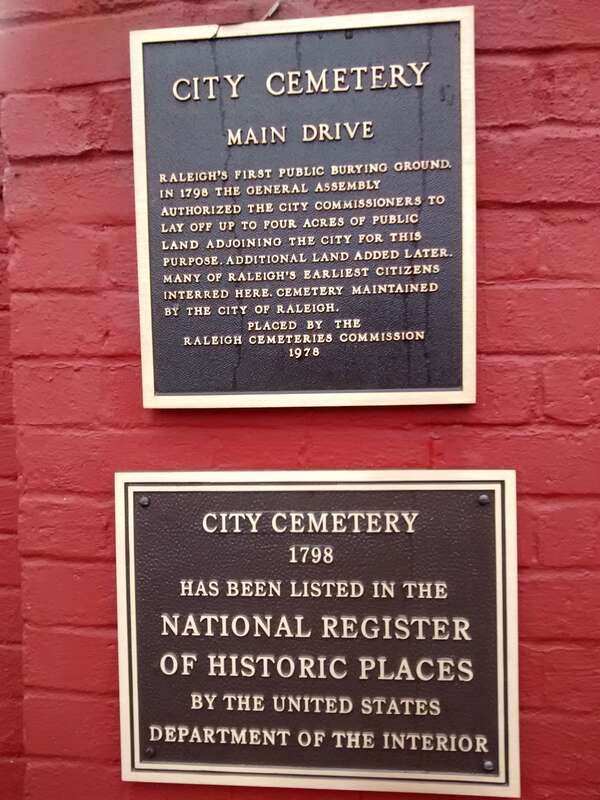 CITY CEMETERY
MAIN DRIVE
RALEIGH'S FIRST PUBLIC BURYING GROUND.
IN 1798 THE GENERAL ASSEMBLY
AUTHORIZED THE CITY COMMISSIONERS TO
LAY OFF UP TO FOUR ACRES OF PUBLIC
LAND ADJOINING THE CITY FOR THIS
PURPOSE. ADDITIONAL LAND ADDED LATER.
MANY OF RALEIGH'S EARLIEST CITIZENS
INTERRED HERE. CEMETERY MAINTAINED
BY THE CITY OF RALEIGH.
PLACED BY THE
RALEIGH CEMETERIES COMMISSION
1978
CITY CEMETERY
1798
HAS BEEN LISTED IN THE
NATIONAL REGISTER
OF HISTORIC PLACES
BY THE UNITED STATES
DEPARTMENT OF THE INTERIOR